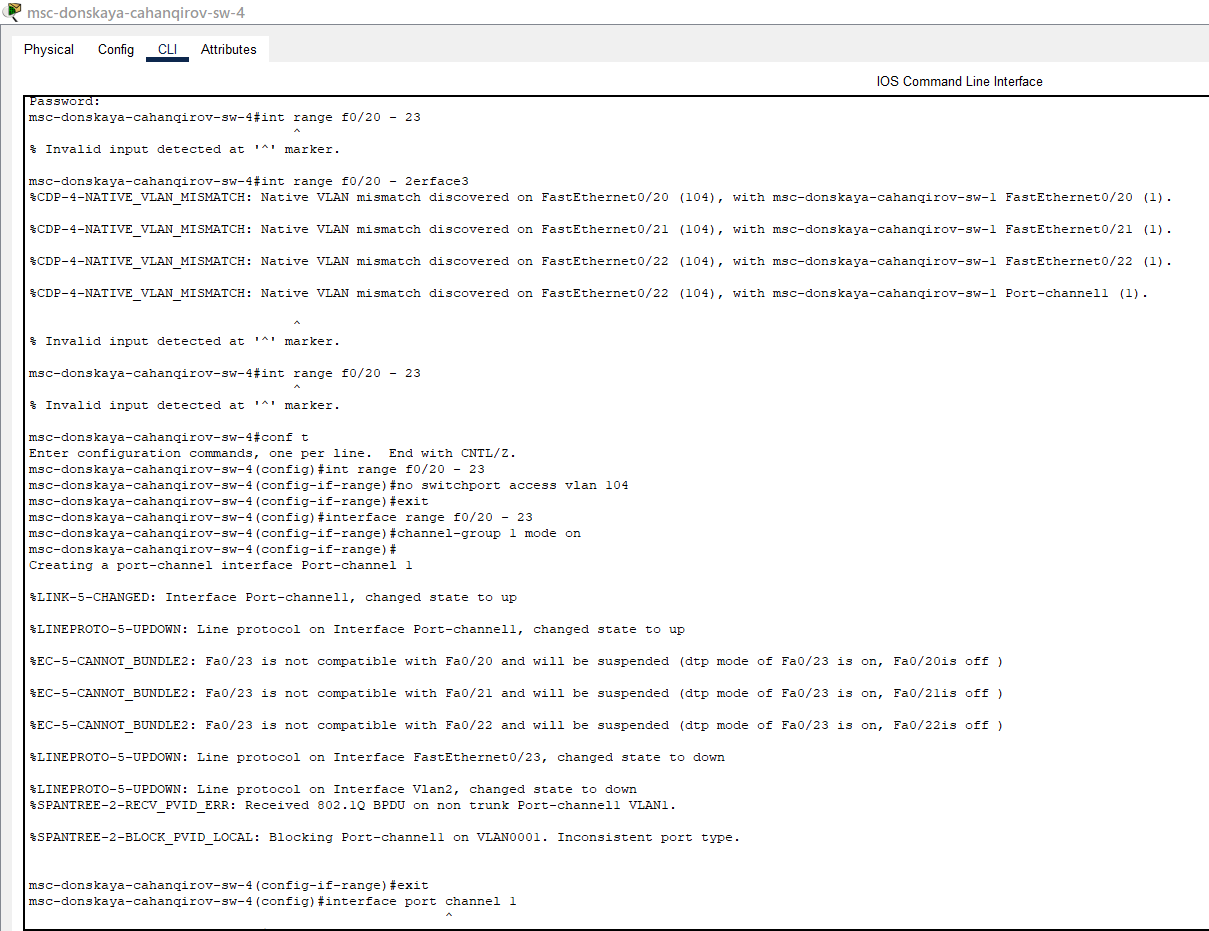 msc-donskaya-cahanqirov-sw-4
Physical Config CLI Attributes
IOS Command Line Interface
Password:
msc-donskaya-cahanqirov-sw-4#int range f0/20 - 23
^
% Invalid input detected at '^' marker.
msc-donskaya-cahanqirov-sw-4#int range f0/20 - 2erface3
%CDP-4-NATIVE_VLAN_MISMATCH: Native VLAN mismatch discovered on FastEthernet0/20 (104), with msc-donskaya-cahanqirov-sw-1 FastEthernet0/20 (1).
%CDP-4-NATIVE_VLAN_MISMATCH: Native VLAN mismatch discovered on FastEthernet0/21 (104), with msc-donskaya-cahanqirov-sw-1 FastEthernet0/21 (1).
%CDP-4-NATIVE_VLAN_MISMATCH: Native VLAN mismatch discovered on FastEthernet0/22 (104), with msc-donskaya-cahanqirov-sw-1 FastEthernet0/22 (1).
%CDP-4-NATIVE_VLAN_MISMATCH: Native VLAN mismatch discovered on FastEthernet0/22 (104), with msc-donskaya-cahanqirov-sw-1 Port-channel1 (1).
^
% Invalid input detected at '^' marker.
msc-donskaya-cahanqirov-sw-4#int range f0/20 - 23
^
% Invalid input detected at '^' marker.
msc-donskaya-cahanqirov-sw-4#conf t
Enter configuration commands, one per line.  End with CNTL/Z.
msc-donskaya-cahanqirov-sw-4(config)#int range f0/20 - 23
msc-donskaya-cahanqirov-sw-4(config-if-range)#no switchport access vlan 104
msc-donskaya-cahanqirov-sw-4(config-if-range)#exit
msc-donskaya-cahanqirov-sw-4(config)#interface range f0/20 - 23
msc-donskaya-cahanqirov-sw-4(config-if-range)#channel-group 1 mode on
msc-donskaya-cahanqirov-sw-4(config-if-range)#
Creating a port-channel interface Port-channel 1
%LINK-5-CHANGED: Interface Port-channel1, changed state to up
%LINEPROTO-5-UPDOWN: Line protocol on Interface Port-channel1, changed state to up
%EC-5-CANNOT_BUNDLE2: Fa0/23 is not compatible with Fa0/20 and will be suspended (dtp mode of Fa0/23 is on, Fa0/20is off )
%EC-5-CANNOT_BUNDLE2: Fa0/23 is not compatible with Fa0/21 and will be suspended (dtp mode of Fa0/23 is on, Fa0/21is off )
%EC-5-CANNOT_BUNDLE2: Fa0/23 is not compatible with Fa0/22 and will be suspended (dtp mode of Fa0/23 is on, Fa0/22is off )
%LINEPROTO-5-UPDOWN: Line protocol on Interface FastEthernet0/23, changed state to down
%LINEPROTO-5-UPDOWN: Line protocol on Interface Vlan2, changed state to down
%SPANTREE-2-RECV_PVID_ERR: Received 802.1Q BPDU on non trunk Port-channel1 VLAN1.
%SPANTREE-2-BLOCK_PVID_LOCAL: Blocking Port-channel1 on VLAN0001. Inconsistent port type.
msc-donskaya-cahanqirov-sw-4(config-if-range)#exit
msc-donskaya-cahanqirov-sw-4(config)#interface port channel 1
^